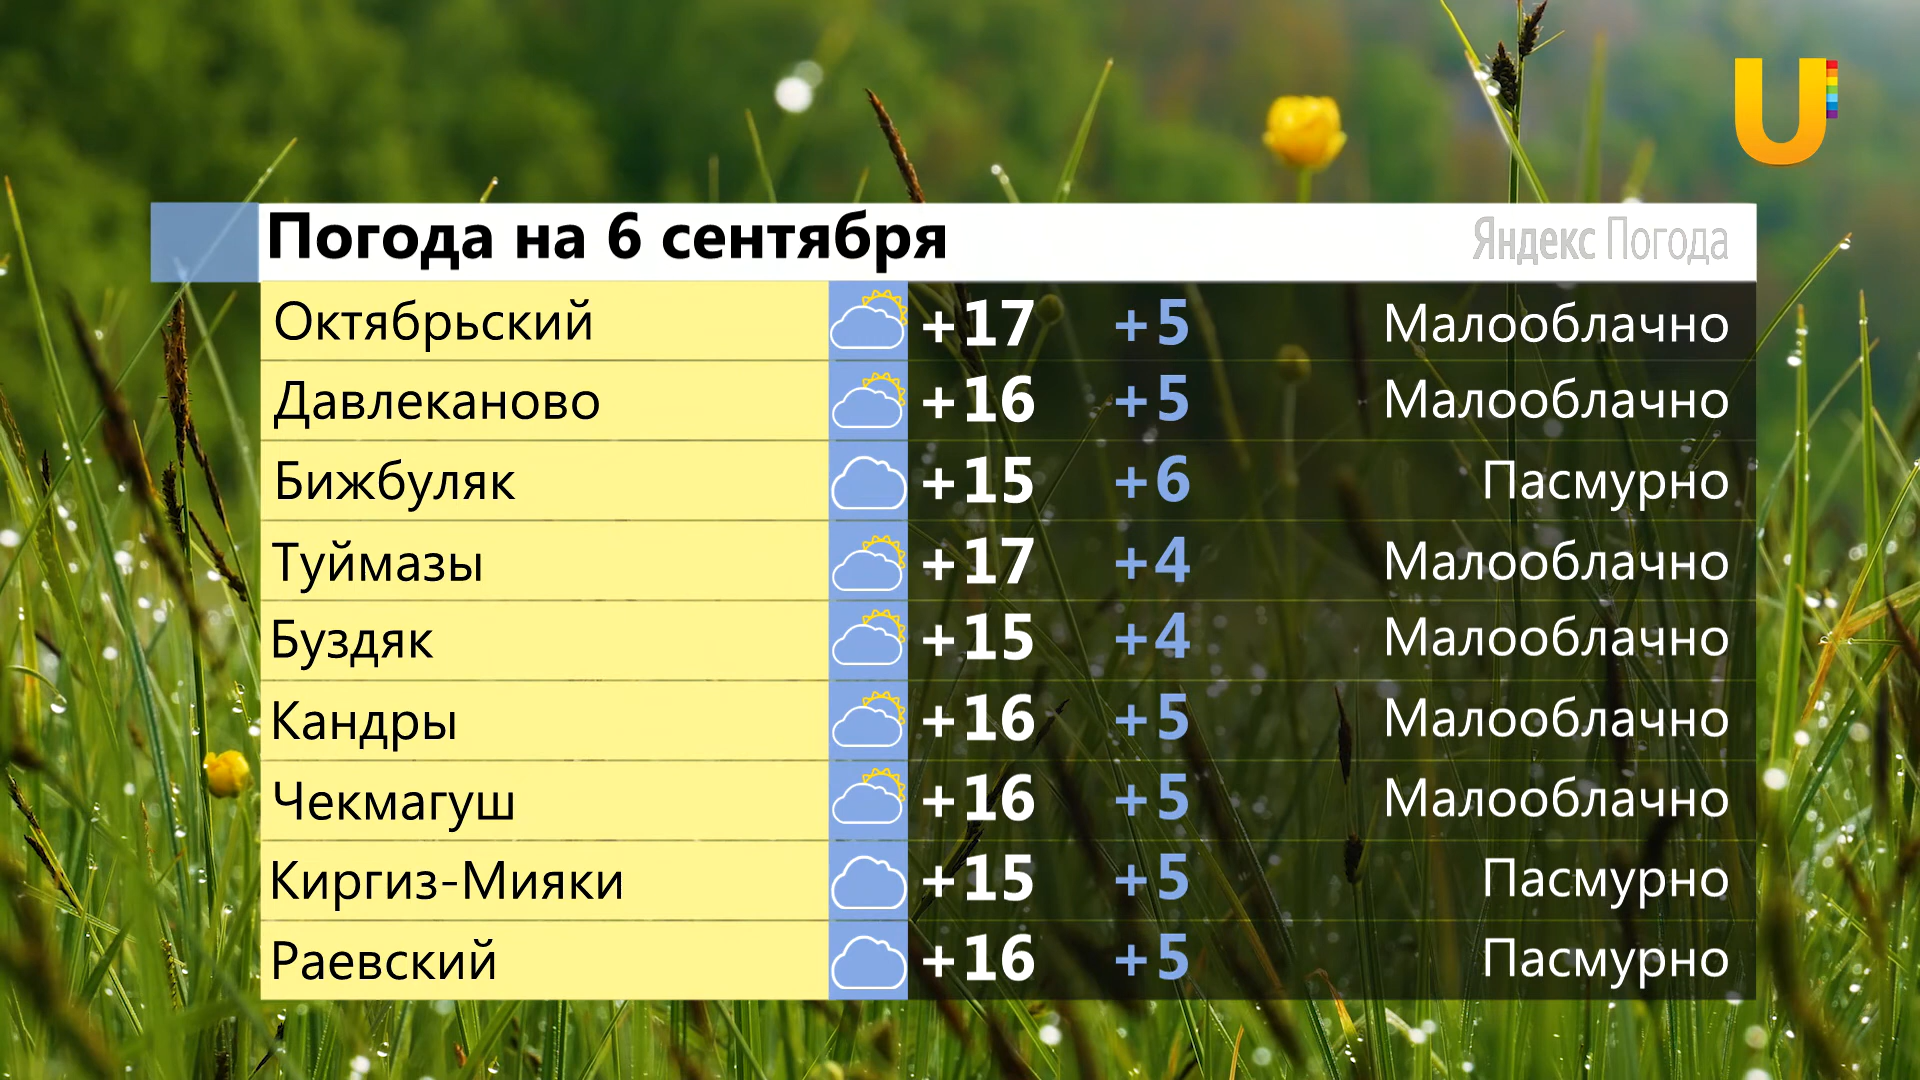 U
Погода на 6 сентября Яндекс Погода
Октябрьский +17 +5 Малооблачно
Давлеканово +16 +5 Малооблачно
Бижбуляк +15 +6 Пасмурно
Туймазы +17 +4 Малооблачно
Буздяк +15 +4 Малооблачно
Кандры +16 +5 Малооблачно
Чекмагуш +16 +5 Малооблачно
Киргиз-Мияки +15 +5 Пасмурно
Раевский +16 +5 Пасмурно